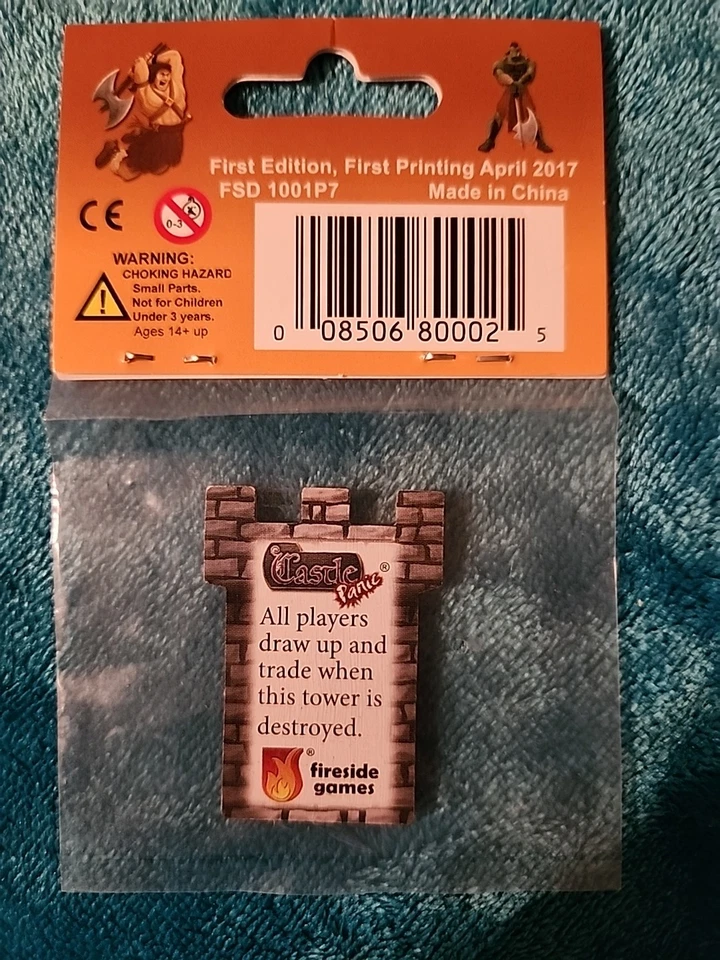 First Edition, First Printing April 2017
FSD 1001P7 Made in China
CE
0-3
WARNING:
CHOKING HAZARD
Small Parts.
Not for Children
Under 3 years.
Ages 14+ up
!
0 08506 80002 5
Castle
Panic®
All players
draw up and
trade when
this tower is
destroyed.
®
fireside
games